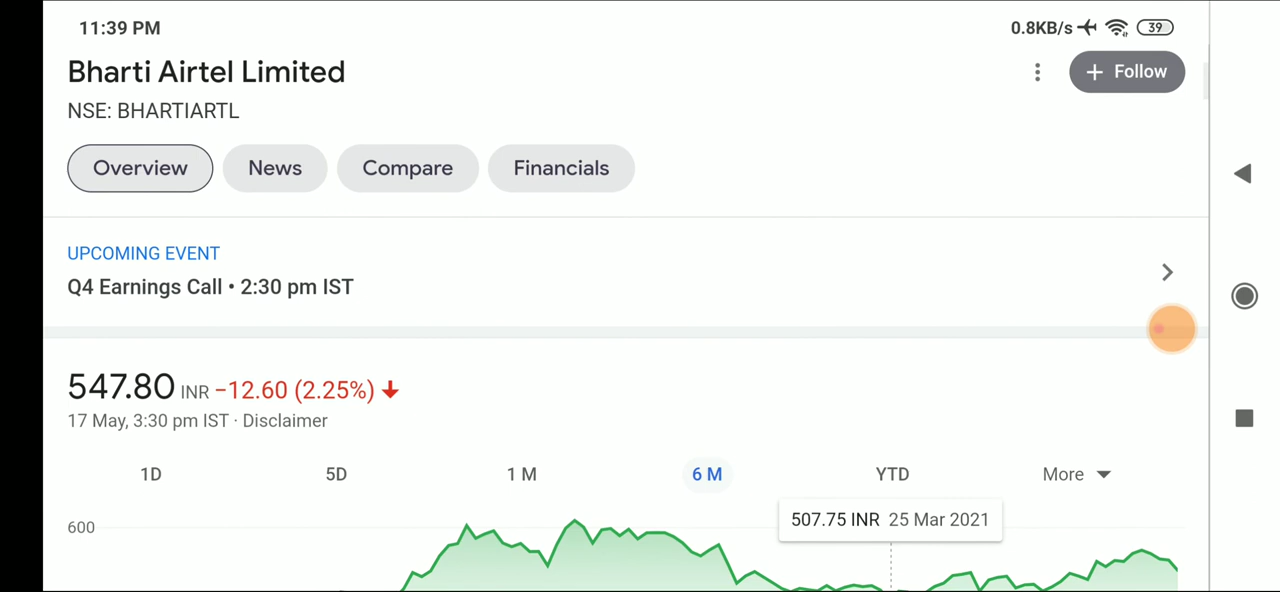 11:39 PM 0.8KB/s 39
Bharti Airtel Limited
+ Follow
NSE: BHARTIARTL
Overview News Compare Financials
UPCOMING EVENT
Q4 Earnings Call • 2:30 pm IST
547.80 INR −12.60 (2.25%)
17 May, 3:30 pm IST · Disclaimer
1D 5D 1 M 6 M YTD More
507.75 INR 25 Mar 2021
600